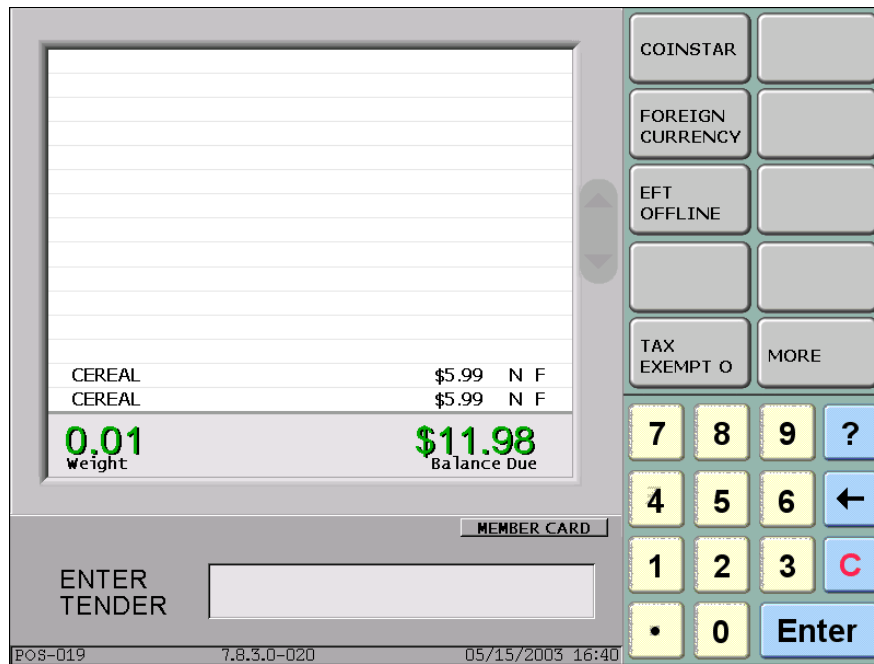 COINSTAR
FOREIGN
CURRENCY
EFT
OFFLINE
TAX
EXEMPT O
MORE
CEREAL $5.99 N F
CEREAL $5.99 N F
0.01 $11.98
Weight Balance Due
7 8 9 ?
4 5 6 ←
1 2 3 C
. 0 Enter
MEMBER CARD
ENTER
TENDER
POS-019 7.8.3.0-020 05/15/2003 16:40